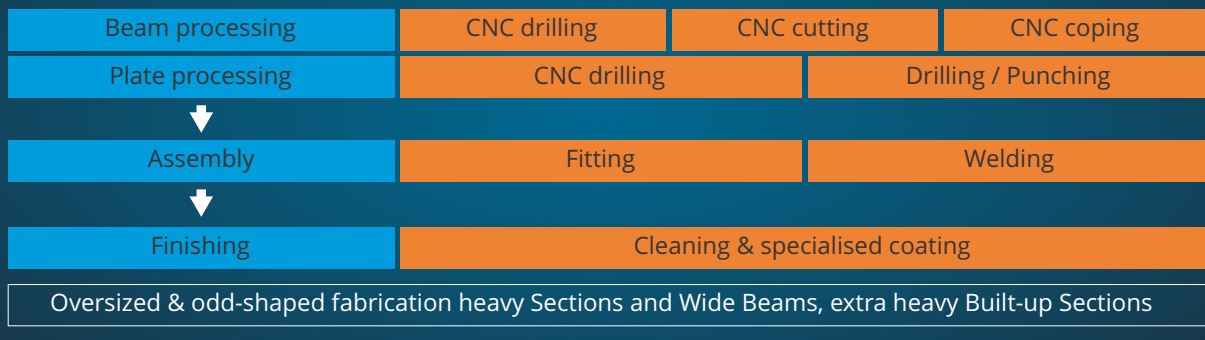 Beam processing CNC drilling CNC cutting CNC coping
Plate processing CNC drilling Drilling / Punching
Assembly Fitting Welding
Finishing Cleaning & specialised coating
Oversized & odd-shaped fabrication heavy Sections and Wide Beams, extra heavy Built-up Sections